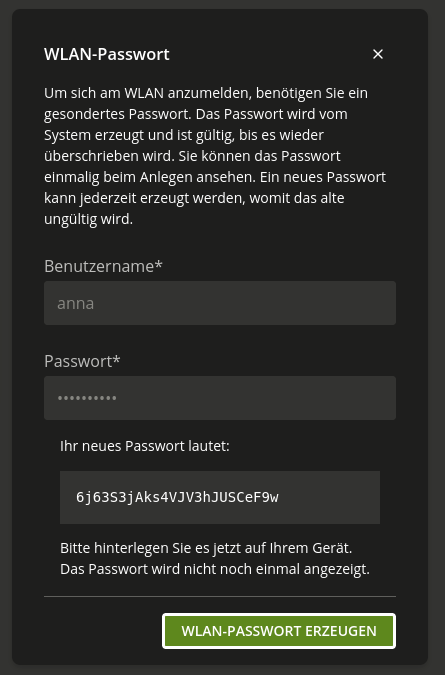 WLAN-Passwort
Um sich am WLAN anzumelden, benötigen Sie ein
gesondertes Passwort. Das Passwort wird vom
System erzeugt und ist gültig, bis es wieder
überschrieben wird. Sie können das Passwort
einmalig beim Anlegen ansehen. Ein neues Passwort
kann jederzeit erzeugt werden, womit das alte
ungültig wird.
Benutzername*
anna
Passwort*
••••••••••
Ihr neues Passwort lautet:
6j63S3jAks4VJV3hJUSCeF9w
Bitte hinterlegen Sie es jetzt auf Ihrem Gerät.
Das Passwort wird nicht noch einmal angezeigt.
WLAN-PASSWORT ERZEUGEN